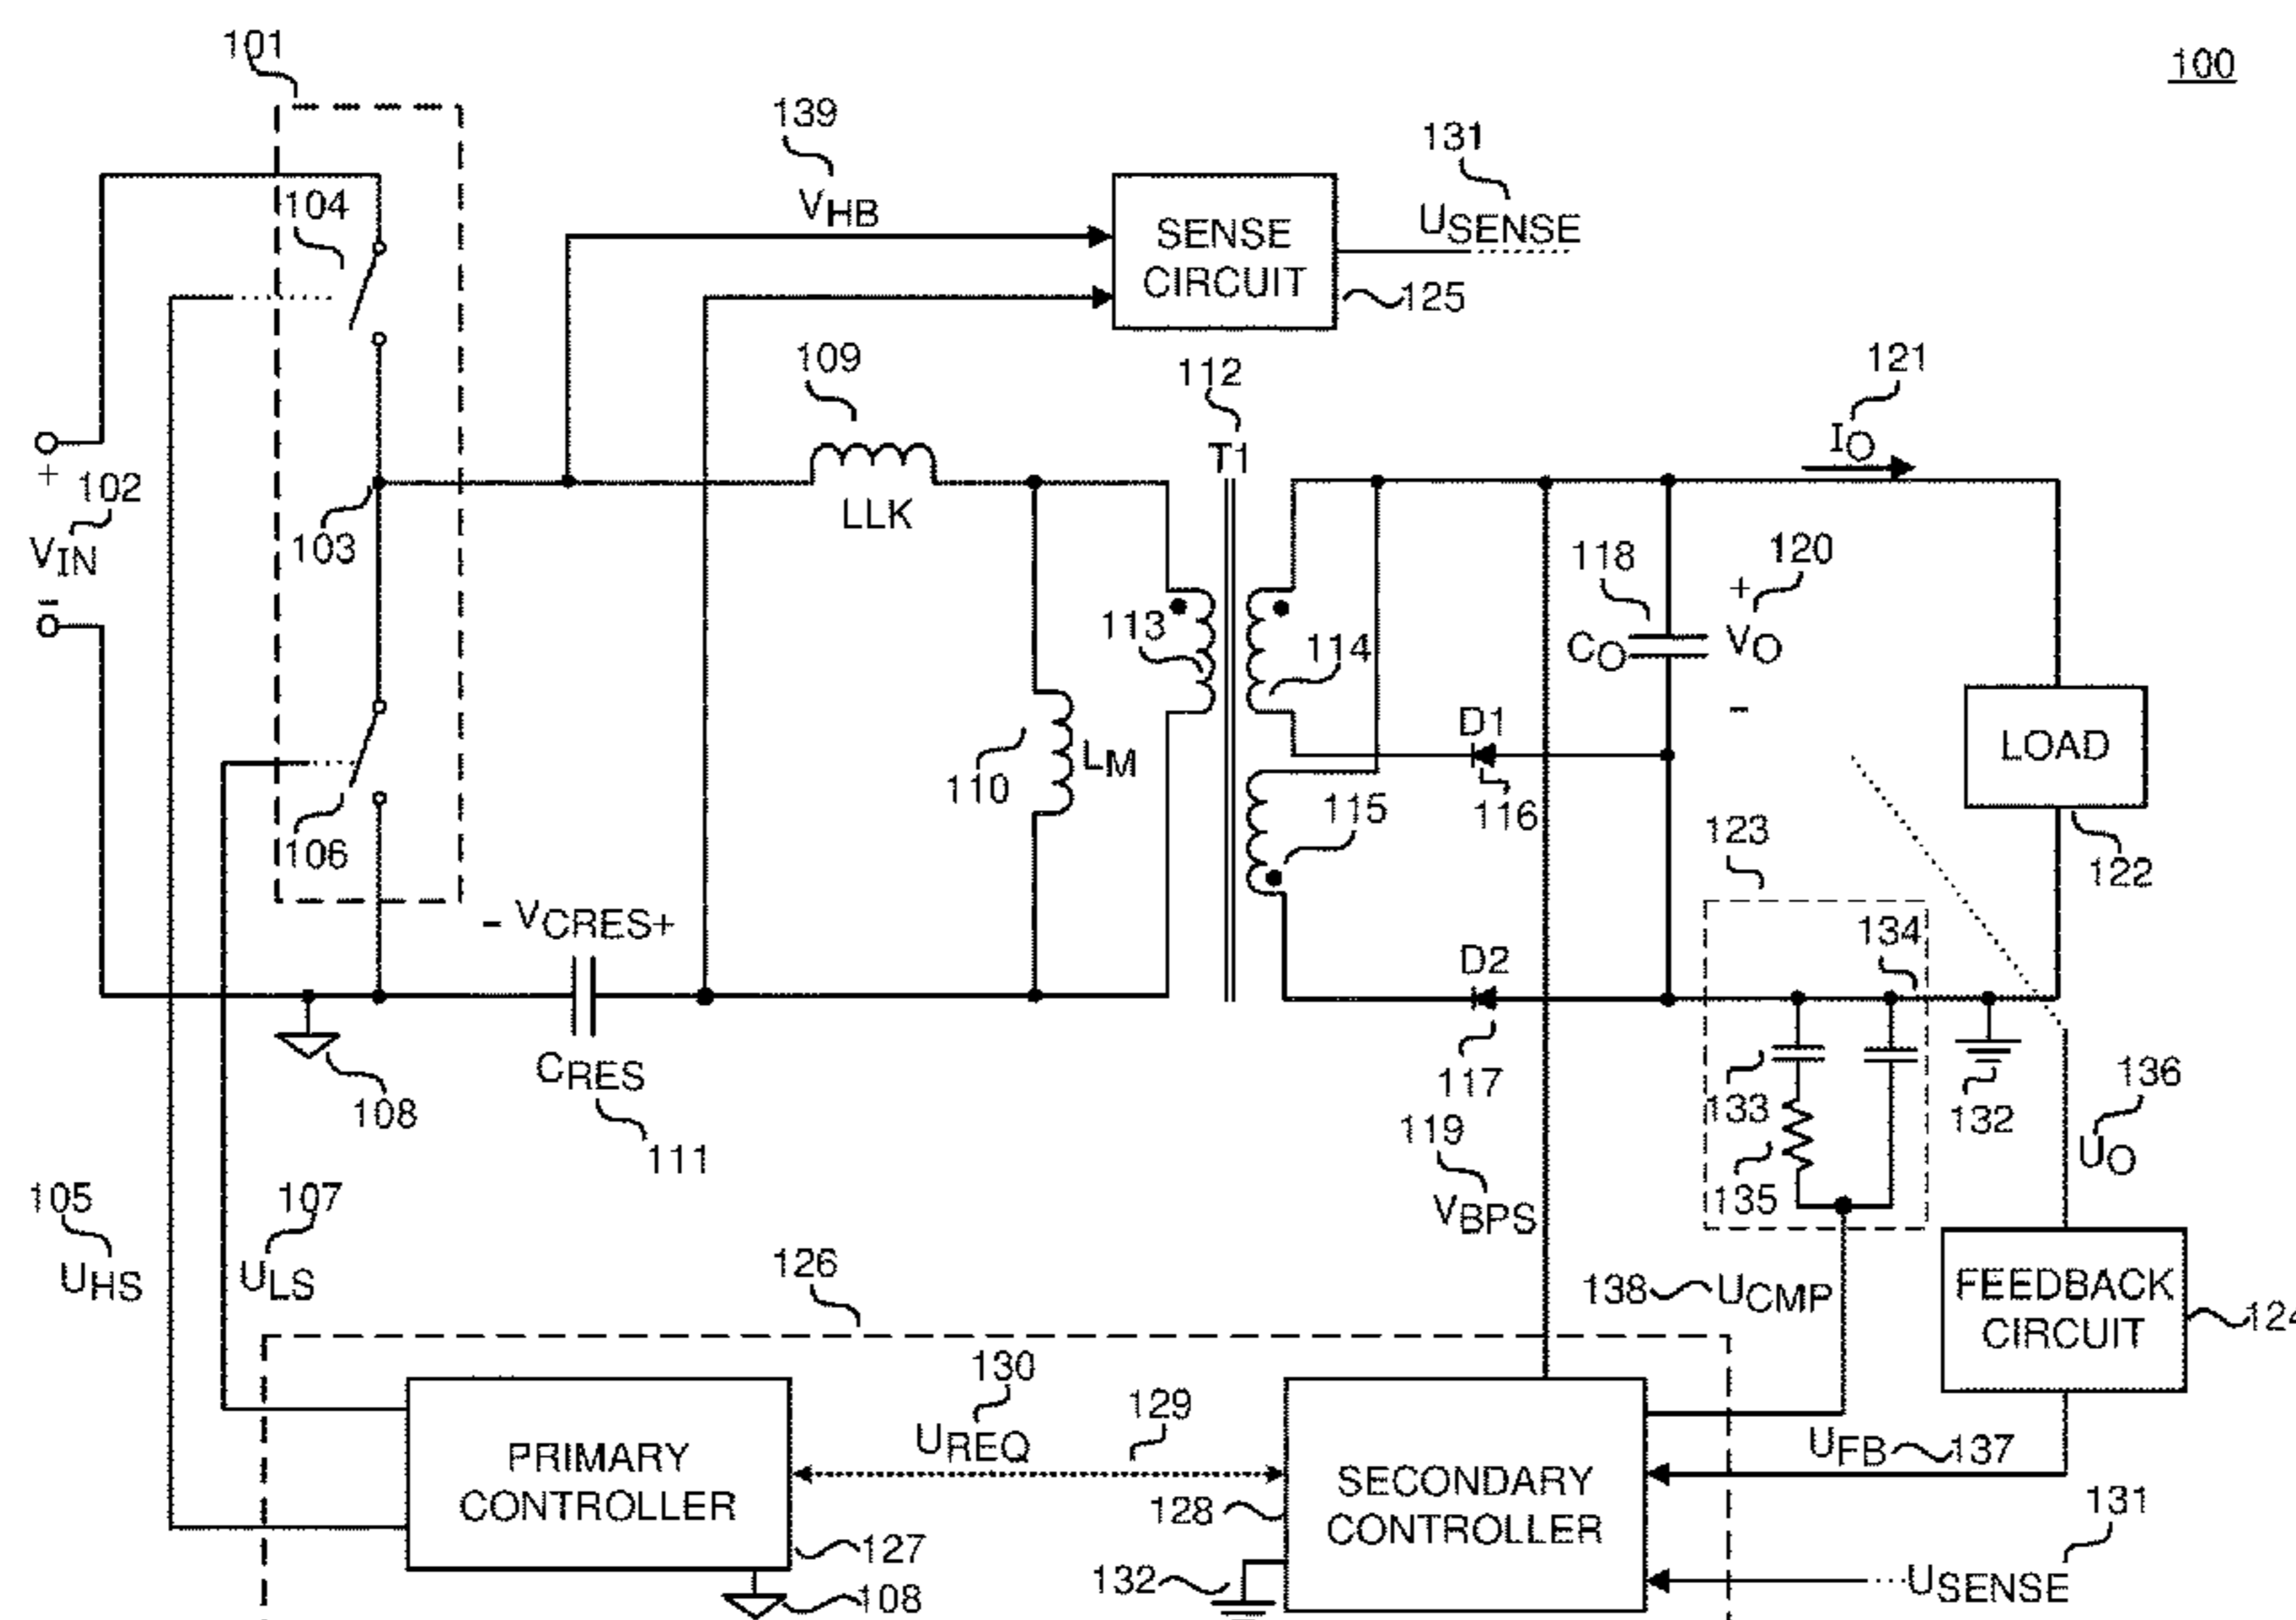 100
101
139
131
VHB
USENSE
104
SENSE
CIRCUIT
125
109
112
121
IO
T1
+
102
VIN
-
103
LLK
118
+
120
CO
VO
-
113
114
D1
LM
110
116
115
LOAD
122
123
134
106
- VCRES+
D2
CRES
108
111
117
133
132
136
UO
119
VBPS
135
105
107
UHS
ULS
126
138
UCMP
FEEDBACK
CIRCUIT
124
130
UREQ
129
PRIMARY
CONTROLLER
127
108
128
SECONDARY
CONTROLLER
132
UFB
137
131
USENSE